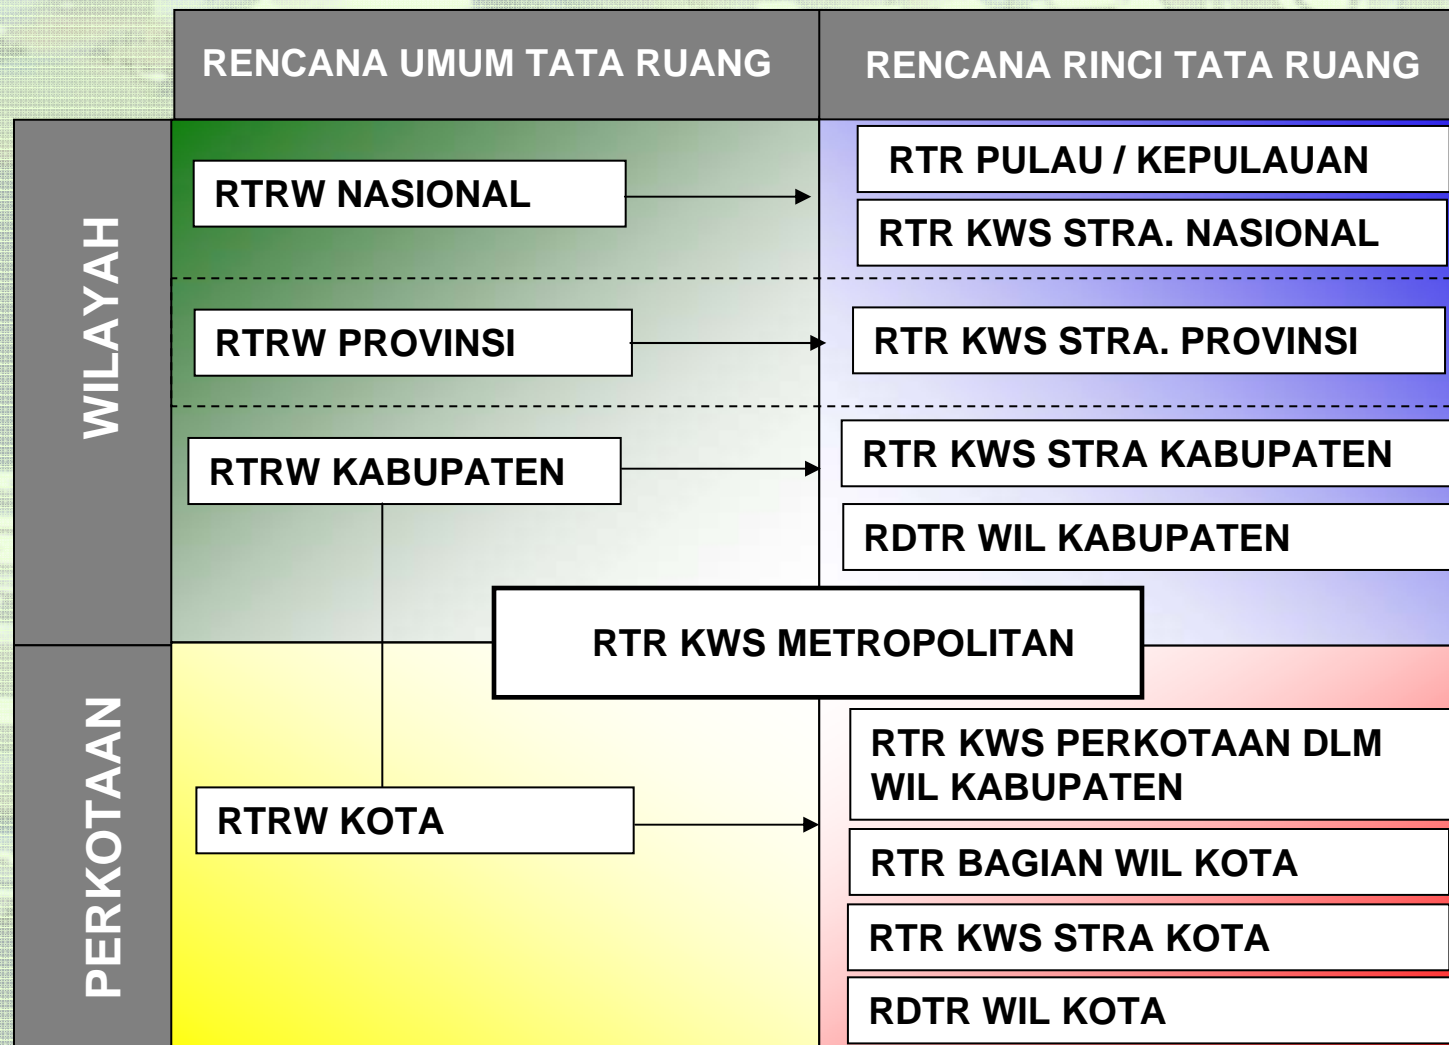 RENCANA UMUM TATA RUANG
RENCANA RINCI TATA RUANG
WILAYAH
RTRW NASIONAL
RTR PULAU / KEPULAUAN
RTR KWS STRA. NASIONAL
RTRW PROVINSI
RTR KWS STRA. PROVINSI
RTRW KABUPATEN
RTR KWS STRA KABUPATEN
RDTR WIL KABUPATEN
RTR KWS METROPOLITAN
PERKOTAAN
RTRW KOTA
RTR KWS PERKOTAAN DLM
WIL KABUPATEN
RTR BAGIAN WIL KOTA
RTR KWS STRA KOTA
RDTR WIL KOTA